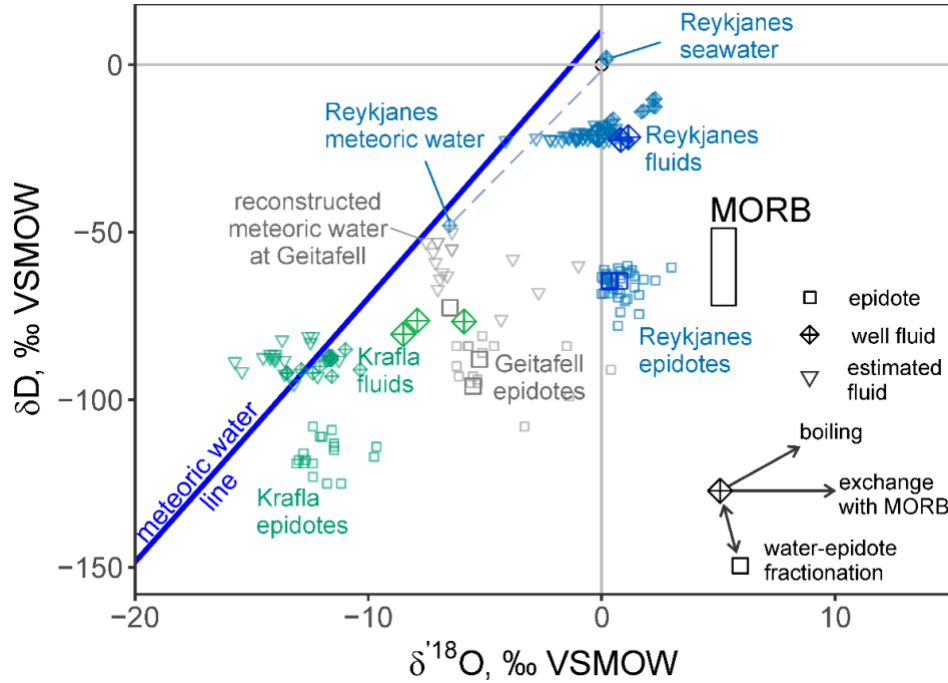 Reykjanes
seawater
0
Reykjanes
meteoric water
Reykjanes
fluids
reconstructed
meteoric water
at Geitafell
MORB
−50
epidote
Reykjanes
epidotes
well fluid
Krafla
fluids
Geitafell
epidotes
estimated
fluid
−100
boiling
meteoric water
line
Krafla
epidotes
exchange
with MORB
water-epidote
fractionation
−150
−20
−10
0
10
δD, ‰ VSMOW
δ'¹⁸O, ‰ VSMOW